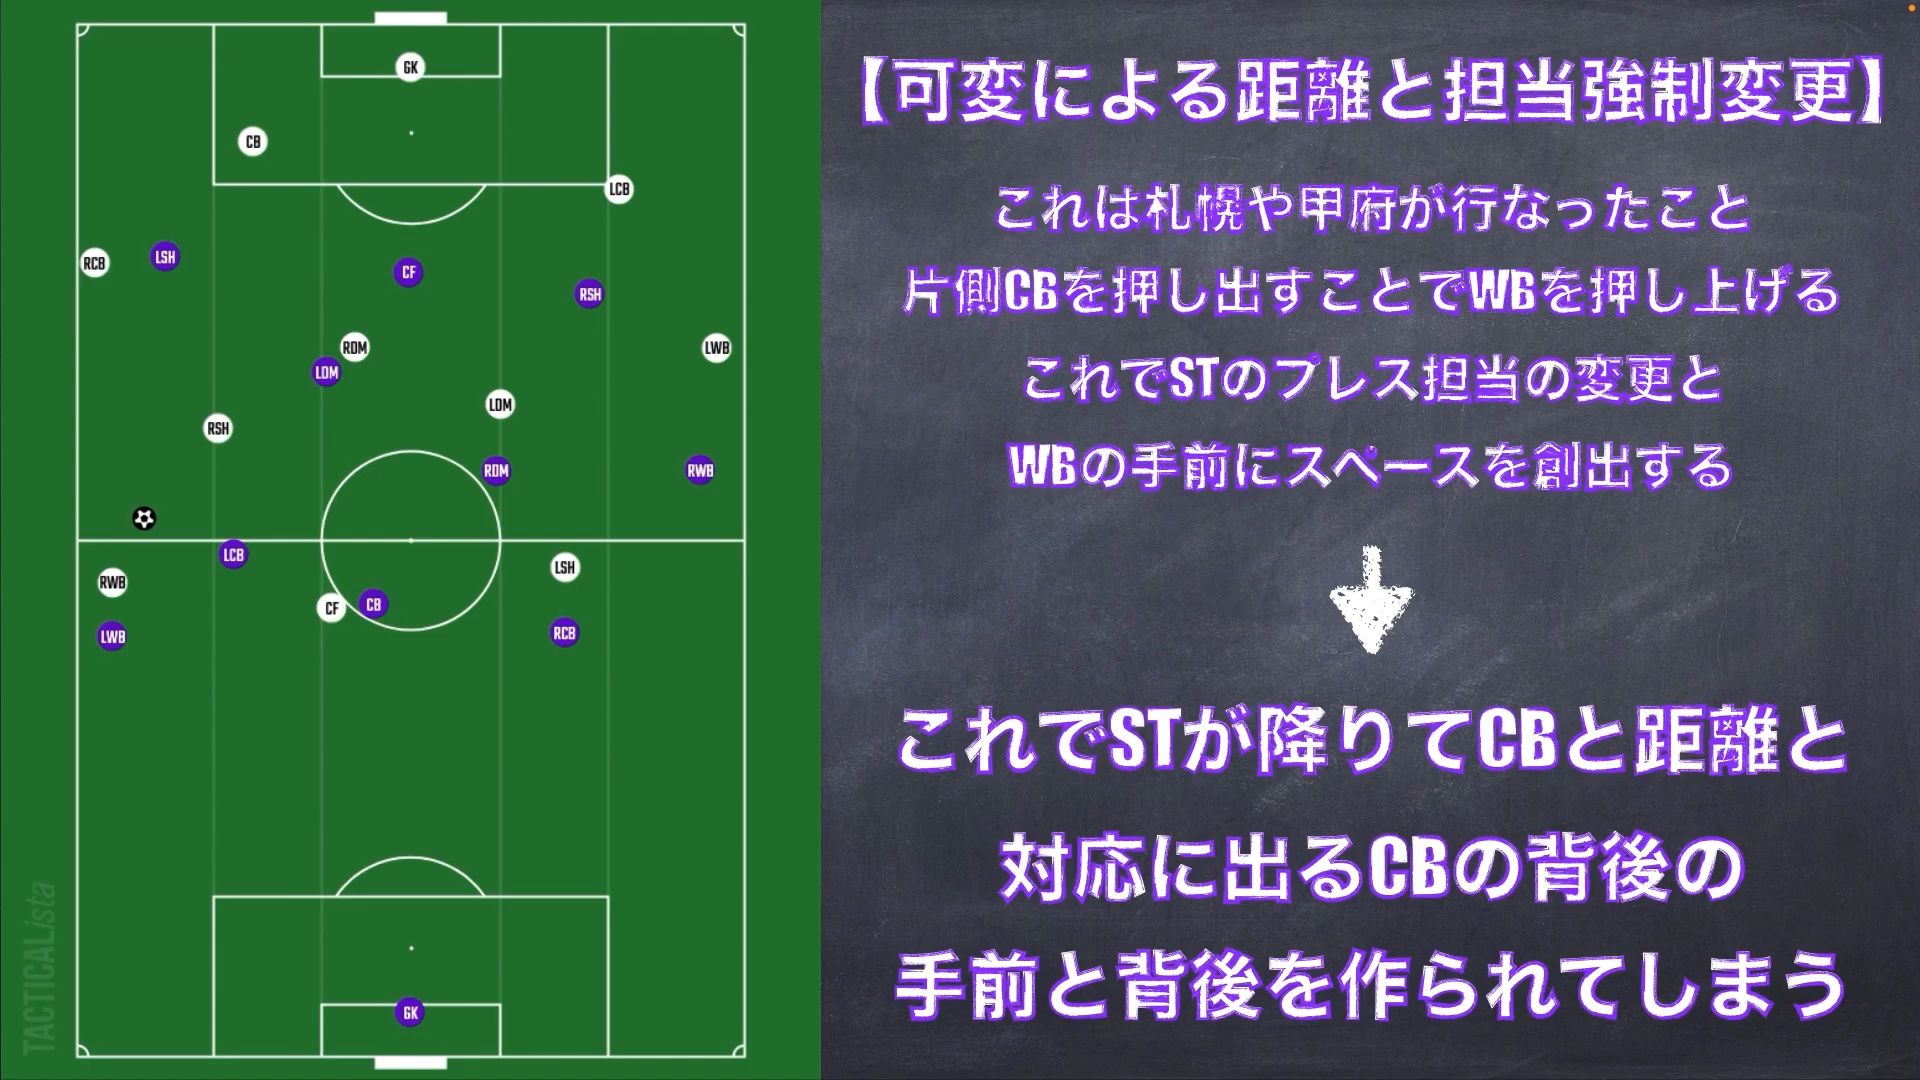 GK
【可変による距離と担当強制変更】
CB
LCB
これは札幌や甲府が行なったこと
RCB
LSH
CF
RSH
片側CBを押し出すことでWBを押し上げる
RDM
LWB
LDM
これでSTのプレス担当の変更と
LDM
RSH
RDM
RWB
WBの手前にスペースを創出する
LCB
LSH
RWB
CF
CB
LWB
RCB
これでSTが降りてCBと距離と
対応に出るCBの背後の
手前と背後を作られてしまう
GK
TACTICALista